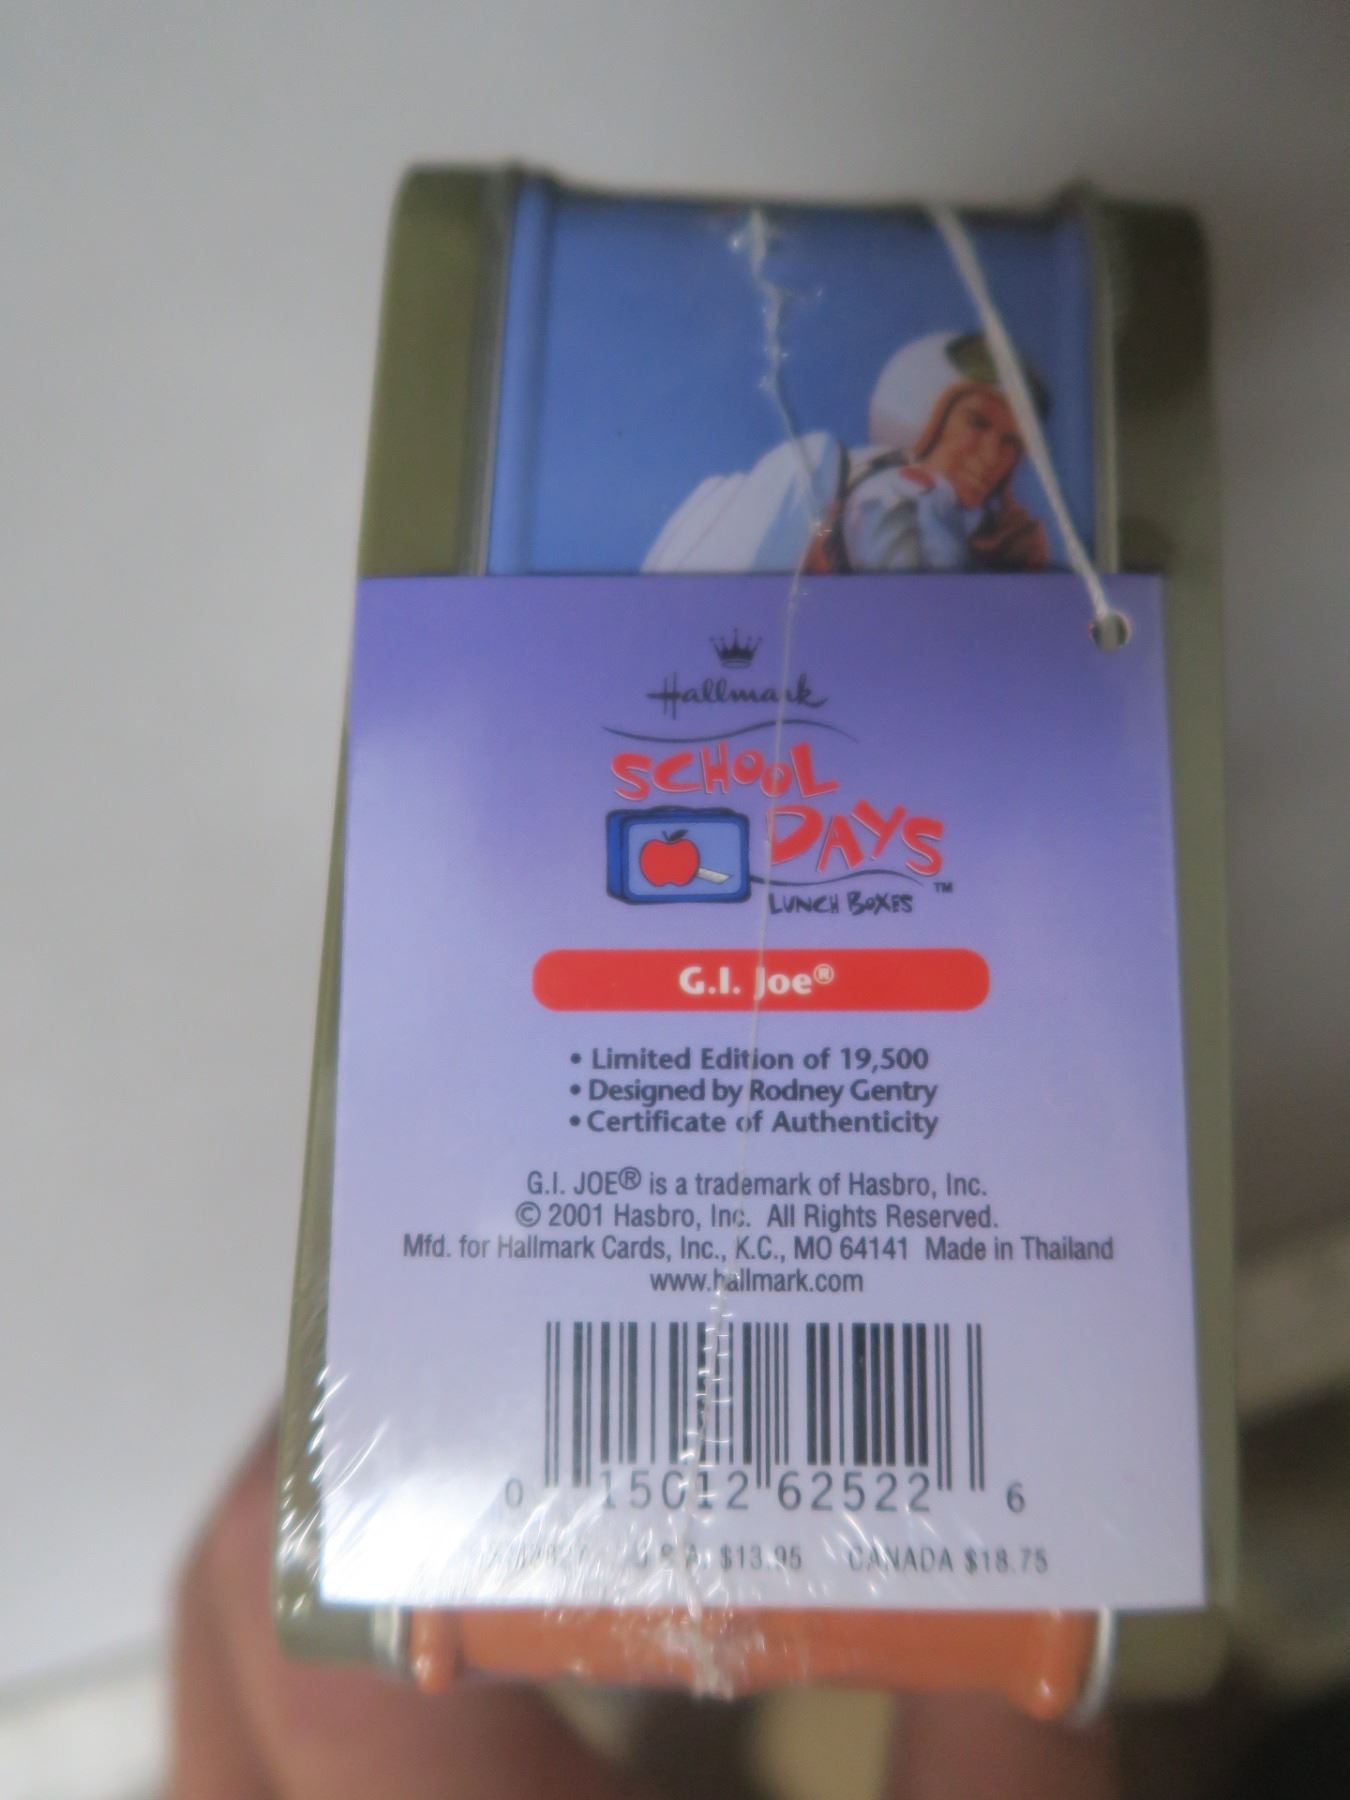 Hallmark
SCHOOL
DAYS™
LUNCH BOXES
G.I. Joe®
• Limited Edition of 19,500
• Designed by Rodney Gentry
• Certificate of Authenticity
G.I. JOE® is a trademark of Hasbro, Inc.
© 2001 Hasbro, Inc. All Rights Reserved.
Mfd. for Hallmark Cards, Inc., K.C., MO 64141 Made in Thailand
www.hallmark.com
0 15012 62522 6
U.S.A. $13.95 CANADA $18.75